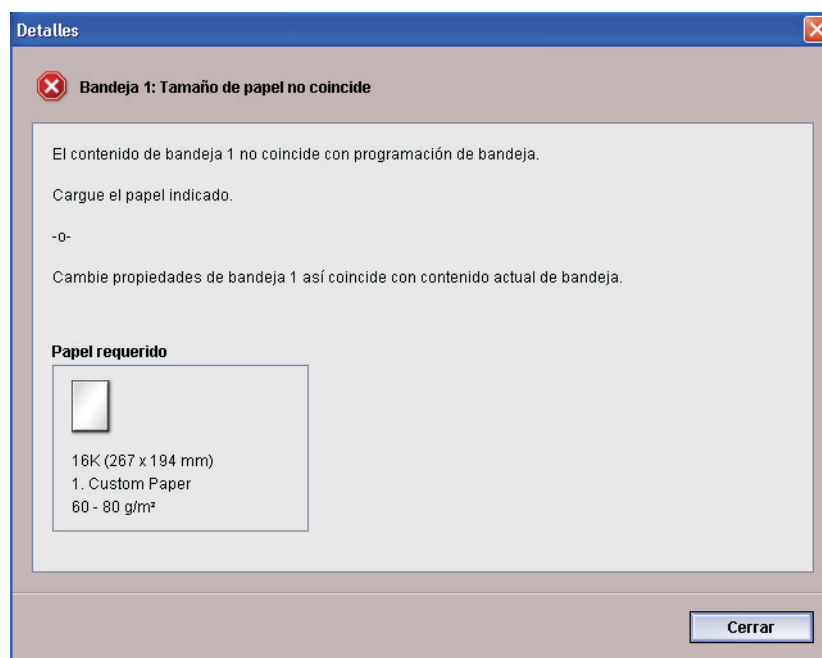 Detalles
Bandeja 1: Tamaño de papel no coincide
El contenido de bandeja 1 no coincide con programación de bandeja.
Cargue el papel indicado.
-o-
Cambie propiedades de bandeja 1 así coincide con contenido actual de bandeja.
Papel requerido
16K (267 x 194 mm)
1. Custom Paper
60 - 80 g/m²
Cerrar